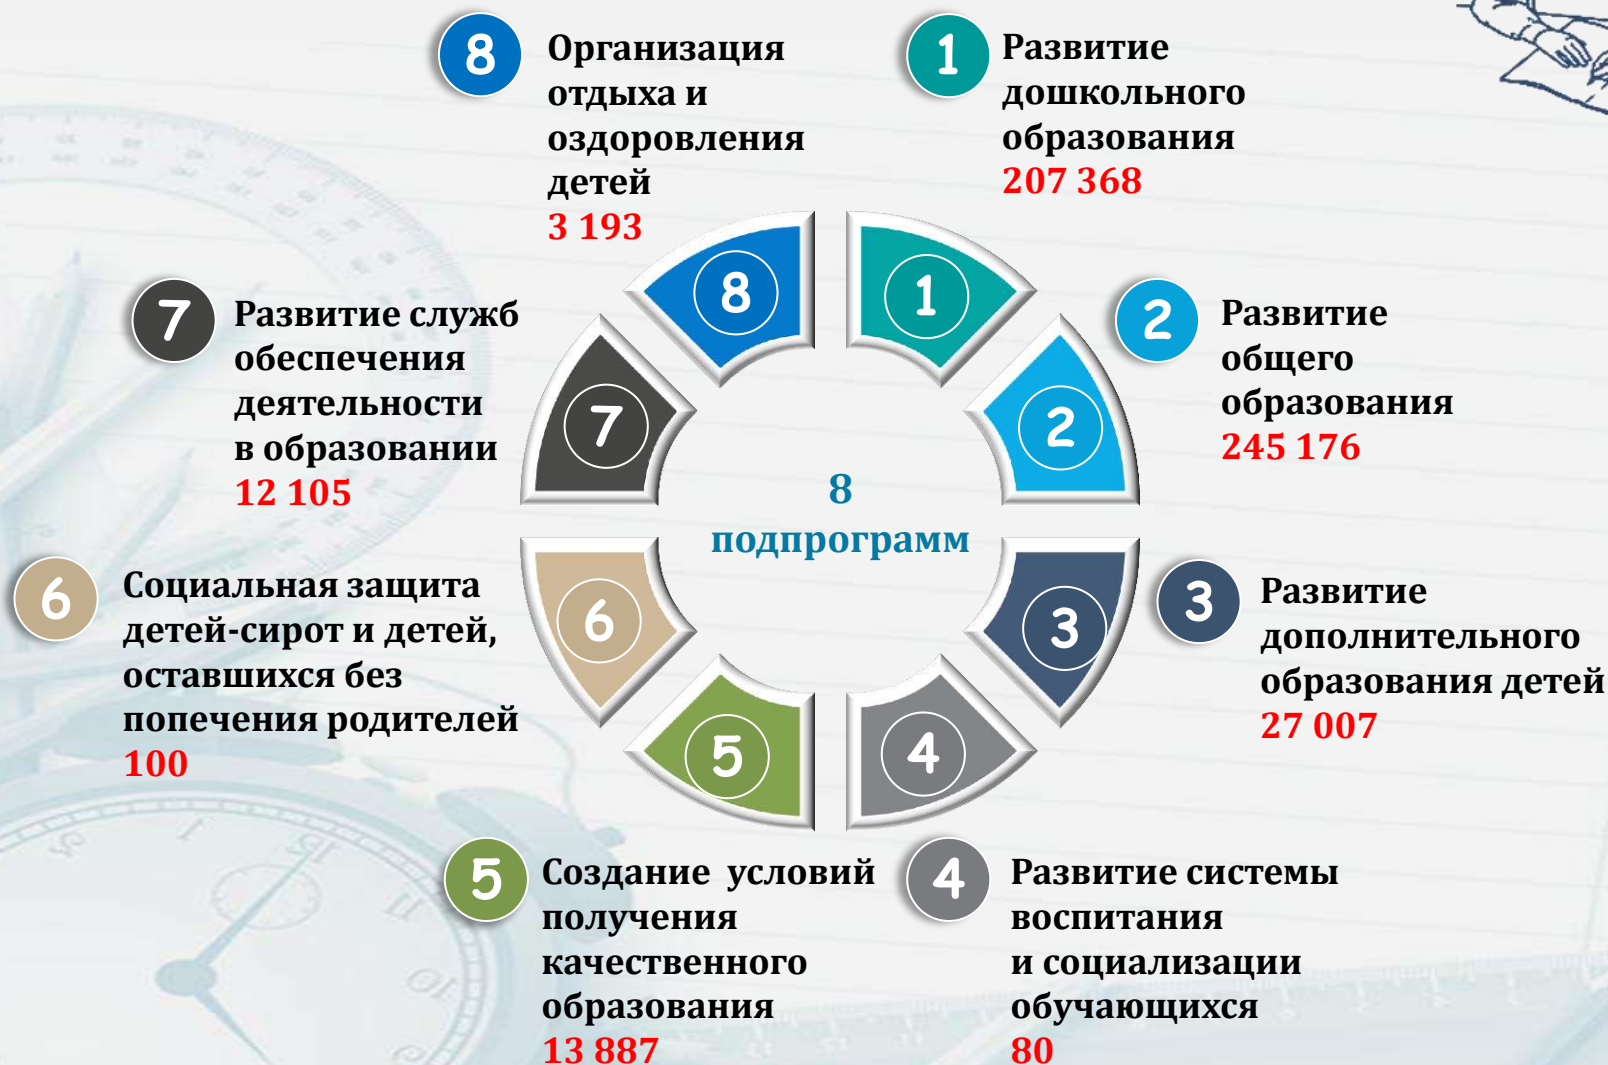 8
Организация
отдыха и
оздоровления
детей
3 193
1
Развитие
дошкольного
образования
207 368
7
Развитие служб
обеспечения
деятельности
в образовании
12 105
2
Развитие
общего
образования
245 176
8
1
7
2
8
подпрограмм
6
3
5
4
6
Социальная защита
детей-сирот и детей,
оставшихся без
попечения родителей
100
3
Развитие
дополнительного
образования детей
27 007
5
Создание  условий
получения
качественного
образования
13 887
4
Развитие системы
воспитания
и социализации
обучающихся
80